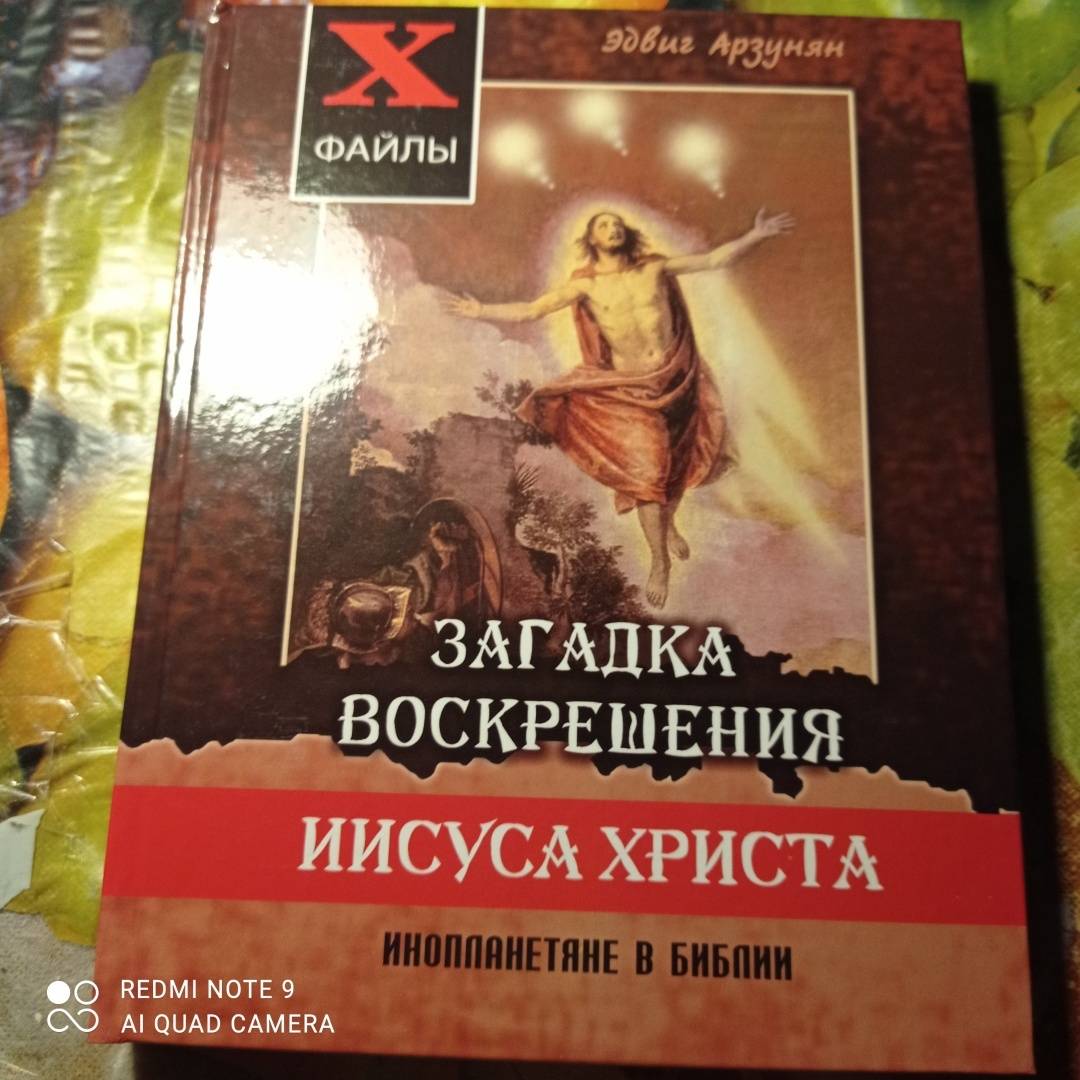 Х
ФАЙЛЫ
Эдвиг Арзунян
ЗАГАДКА
ВОСКРЕШЕНИЯ
ИИСУСА ХРИСТА
ИНОПЛАНЕТЯНЕ В БИБЛИИ
REDMI NOTE 9
AI QUAD CAMERA